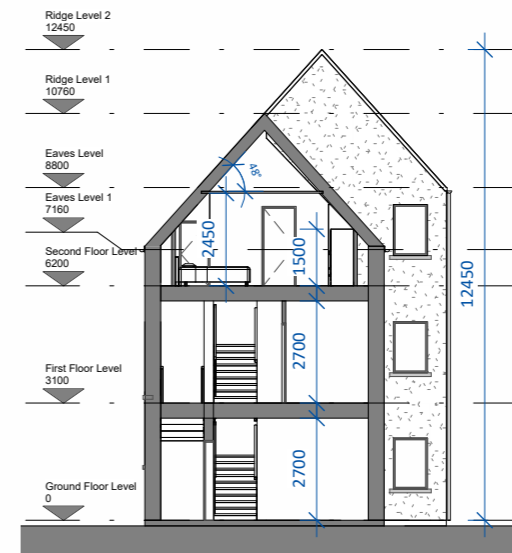 Ridge Level 2
12450
Ridge Level 1
10760
Eaves Level
8800
Eaves Level 1
7160
Second Floor Level
6200
First Floor Level
3100
Ground Floor Level
0
48°
2450
1500
2700
2700
12450